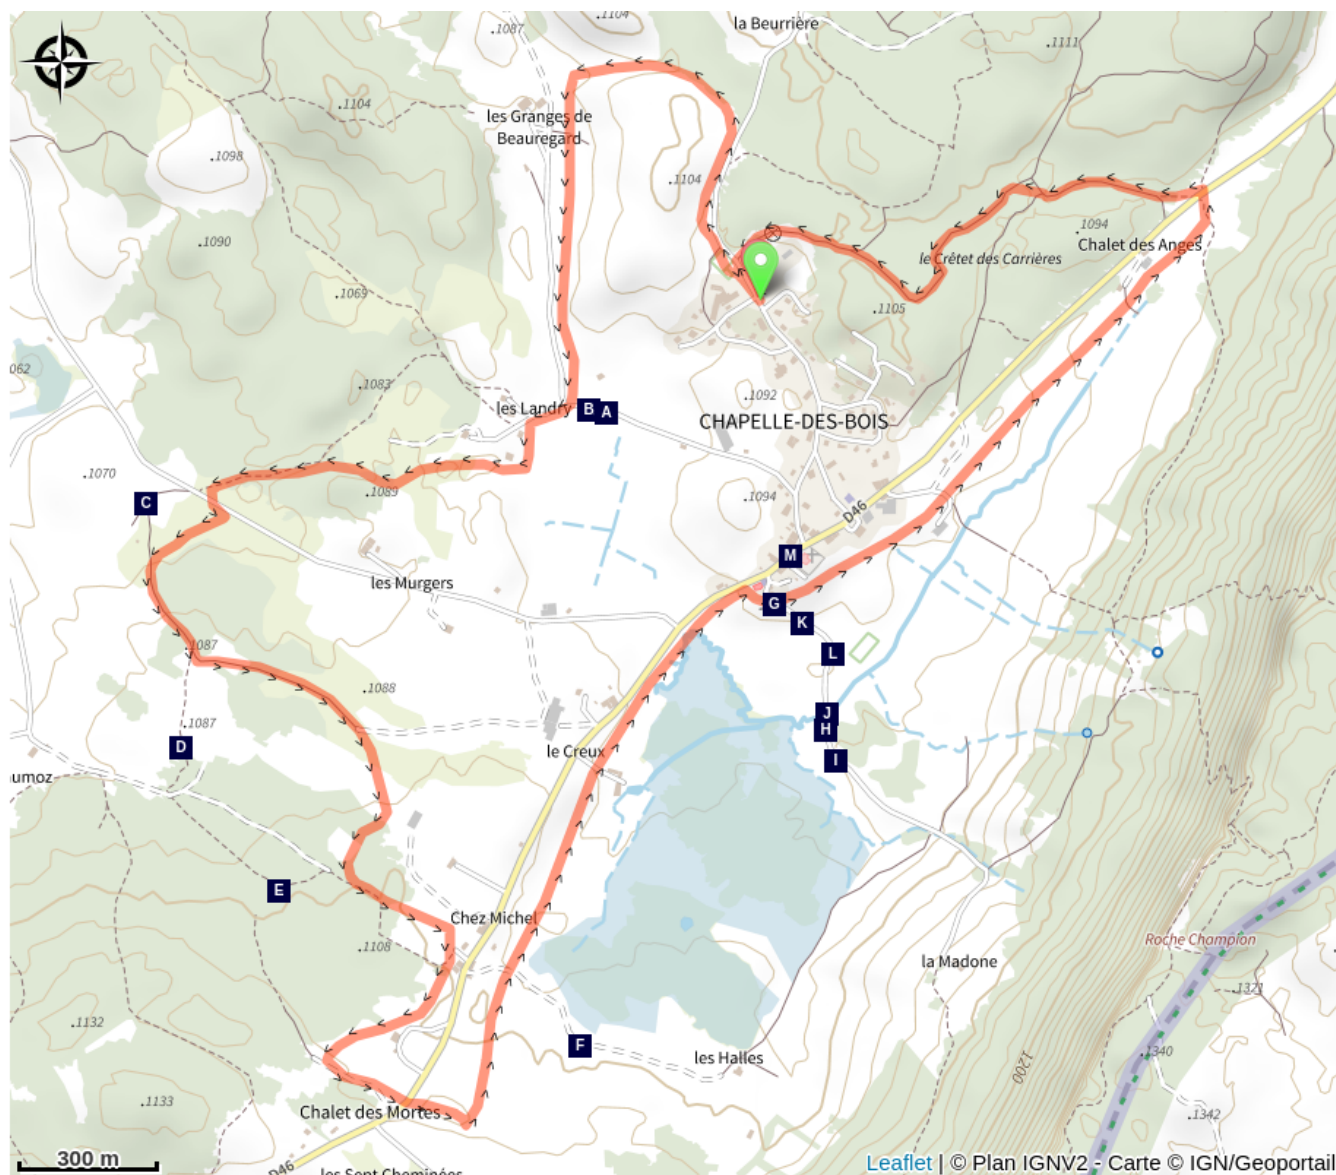 .1104
la Beurrière
.1087
.1111
.1104
les Granges de
Beauregard
.1098
.1104
.1094
.1090
Chalet des Anges
le Crêtet des Carrières
.1069
.1105
062
.1083
.1092
les Landry
B
A
CHAPELLE-DES-BOIS
.1070
.1089
.1094
C
D46
M
les Murgers
G
K
.1087
L
.1088
.1087
J
H
D
le Creux
I
umoz
E
Chez Michel
.1108
Roche Champion
la Madone
.1321
.1132
F
les Halles
.1340
1200
.1133
Chalet des Mortes
.1342
300 m
D46
les Sept Cheminées
Leaflet | © Plan IGNV2 - Carte © IGN/Geoportail